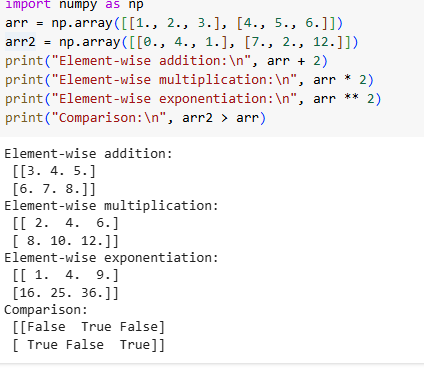 import numpy as np
arr = np.array([[1., 2., 3.], [4., 5., 6.]])
arr2 = np.array([[0., 4., 1.], [7., 2., 12.]])
print("Element-wise addition:\n", arr + 2)
print("Element-wise multiplication:\n", arr * 2)
print("Element-wise exponentiation:\n", arr ** 2)
print("Comparison:\n", arr2 > arr)
Element-wise addition:
 [[3. 4. 5.]
 [6. 7. 8.]]
Element-wise multiplication:
 [[ 2.  4.  6.]
 [ 8. 10. 12.]]
Element-wise exponentiation:
 [[ 1.  4.  9.]
 [16. 25. 36.]]
Comparison:
 [[False  True False]
 [ True False  True]]